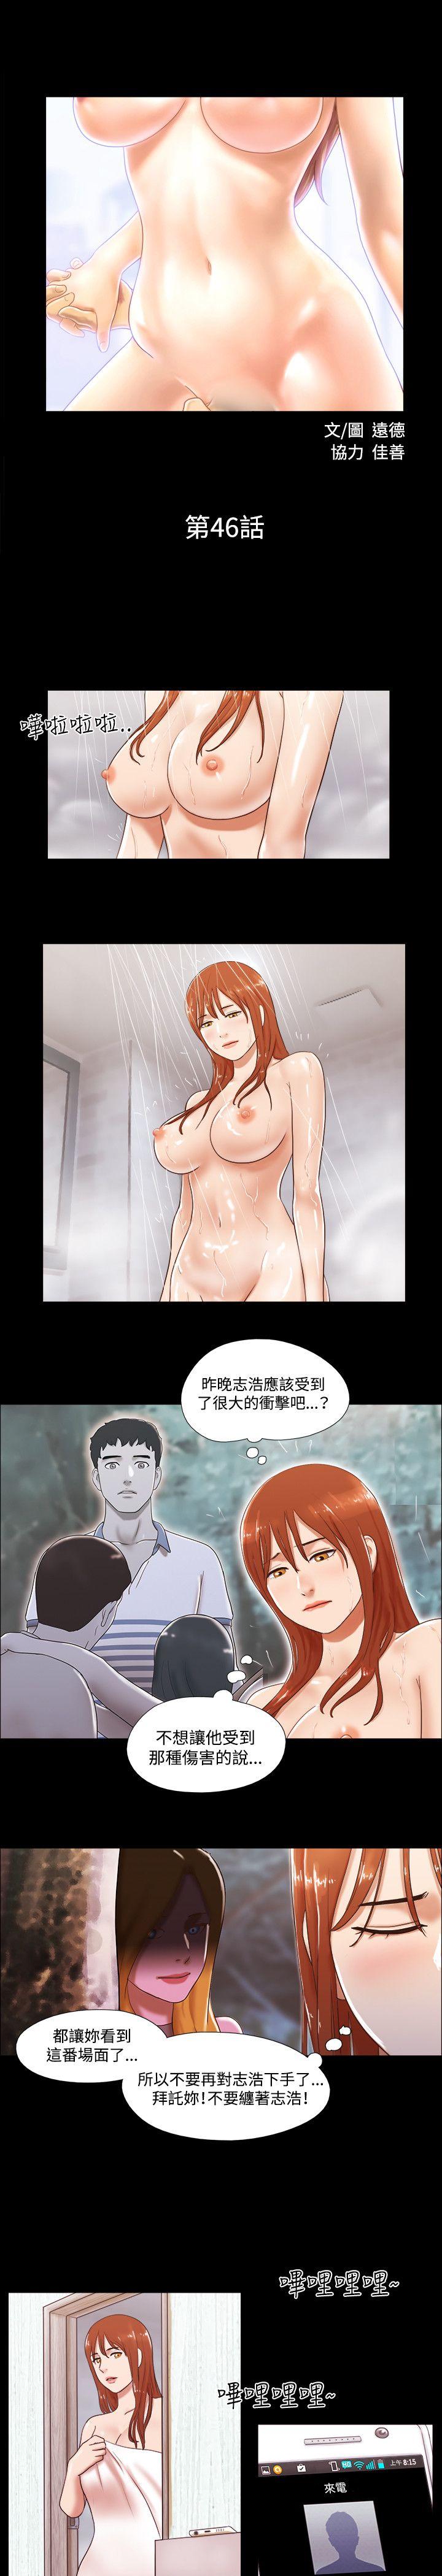 文/圖 遠德
協力 佳善
第46話
嘩啦啦啦..
昨晚志浩應該受到
了很大的衝擊吧...?
不想讓他受到
那種傷害的說...
都讓妳看到
這番場面了...
所以不要再對志浩下手了...
拜託妳!不要纏著志浩!
嗶哩哩哩~
嗶哩哩哩~
上午 8:15
來電